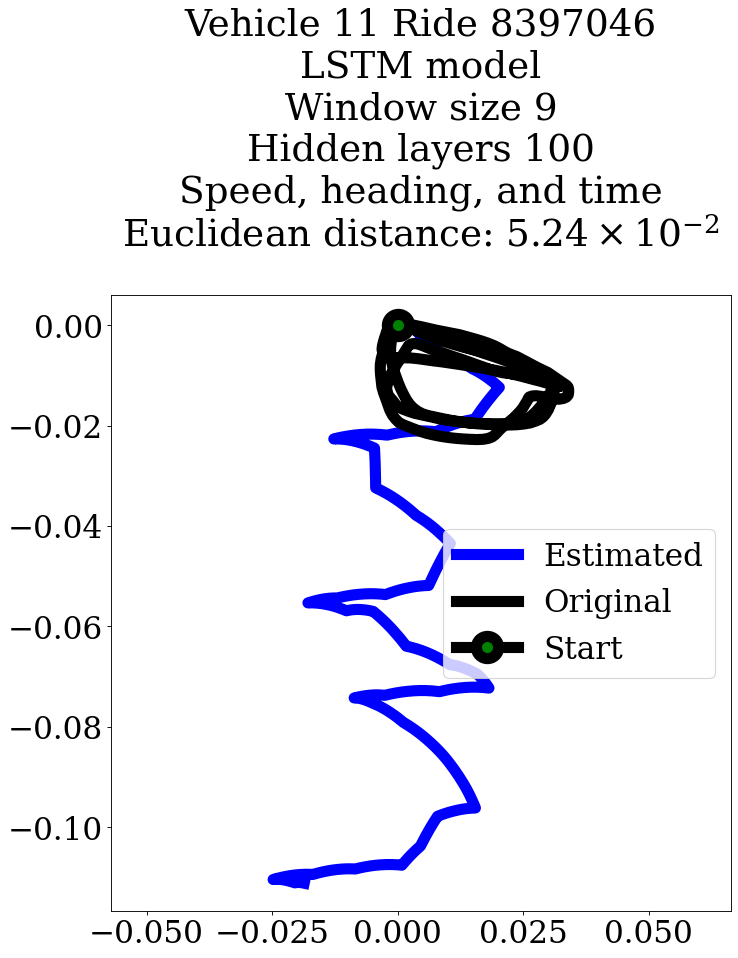 Vehicle 11 Ride 8397046
LSTM model
Window size 9
Hidden layers 100
Speed, heading, and time
Euclidean distance: 5.24 × 10⁻²
0.00
−0.02
−0.04
−0.06
−0.08
−0.10
Estimated
Original
Start
−0.050
−0.025
0.000
0.025
0.050